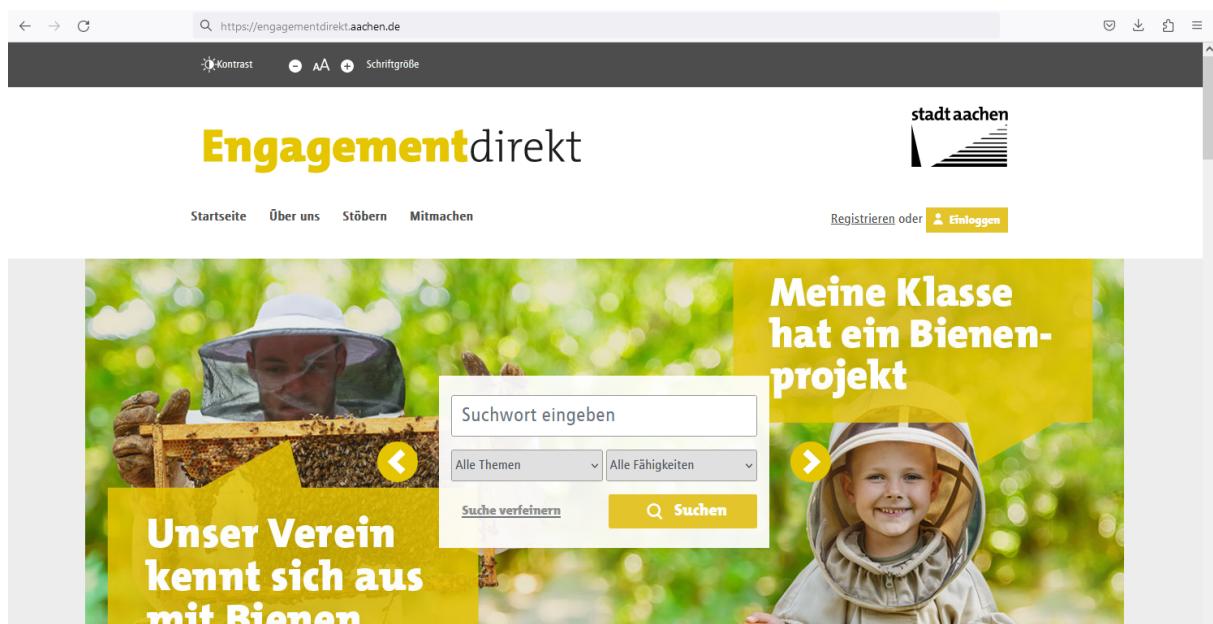 https://engagementdirekt.aachen.de
Kontrast
AA
Schriftgröße
Engagementdirekt
stadt aachen
Startseite Über uns Stöbern Mitmachen
Registrieren oder Einloggen
Meine Klasse
hat ein Bienen-
projekt
Suchwort eingeben
Alle Themen
Alle Fähigkeiten
Suche verfeinern
Suchen
Unser Verein
kennt sich aus
mit Bienen